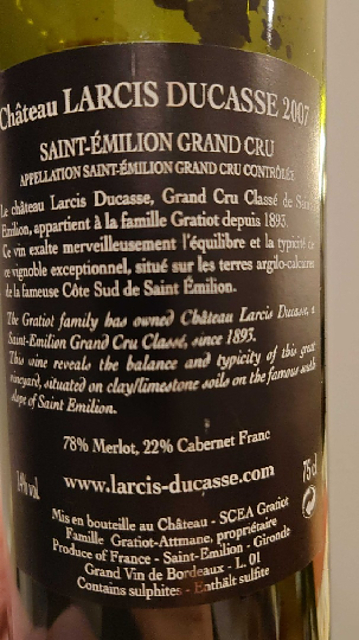 Château LARCIS DUCASSE 2007
SAINT-ÉMILION GRAND CRU
APPELLATION SAINT-ÉMILION GRAND CRU CONTRÔLÉE
Le château Larcis Ducasse, Grand Cru Classé de Saint-
Emilion, appartient à la famille Gratiot depuis 1893.
Ce vin exalte merveilleusement l'équilibre et la typicité de
ce vignoble exceptionnel, situé sur les terres argilo-calcaires
de la fameuse Côte Sud de Saint Émilion.
The Gratiot family has owned Château Larcis Ducasse, a
Saint-Emilion Grand Cru Classé, since 1893.
This wine reveals the balance and typicity of this great
vineyard, situated on clay/limestone soils on the famous south
slope of Saint Emilion.
78% Merlot, 22% Cabernet Franc
14% vol www.larcis-ducasse.com 75 cl
Mis en bouteille au Château - SCEA Gratiot
Famille Gratiot-Attmane, propriétaire
Produce of France - Saint-Emilion - Gironde
Grand Vin de Bordeaux - L. 01
Contains sulphites - Enthält sulfite